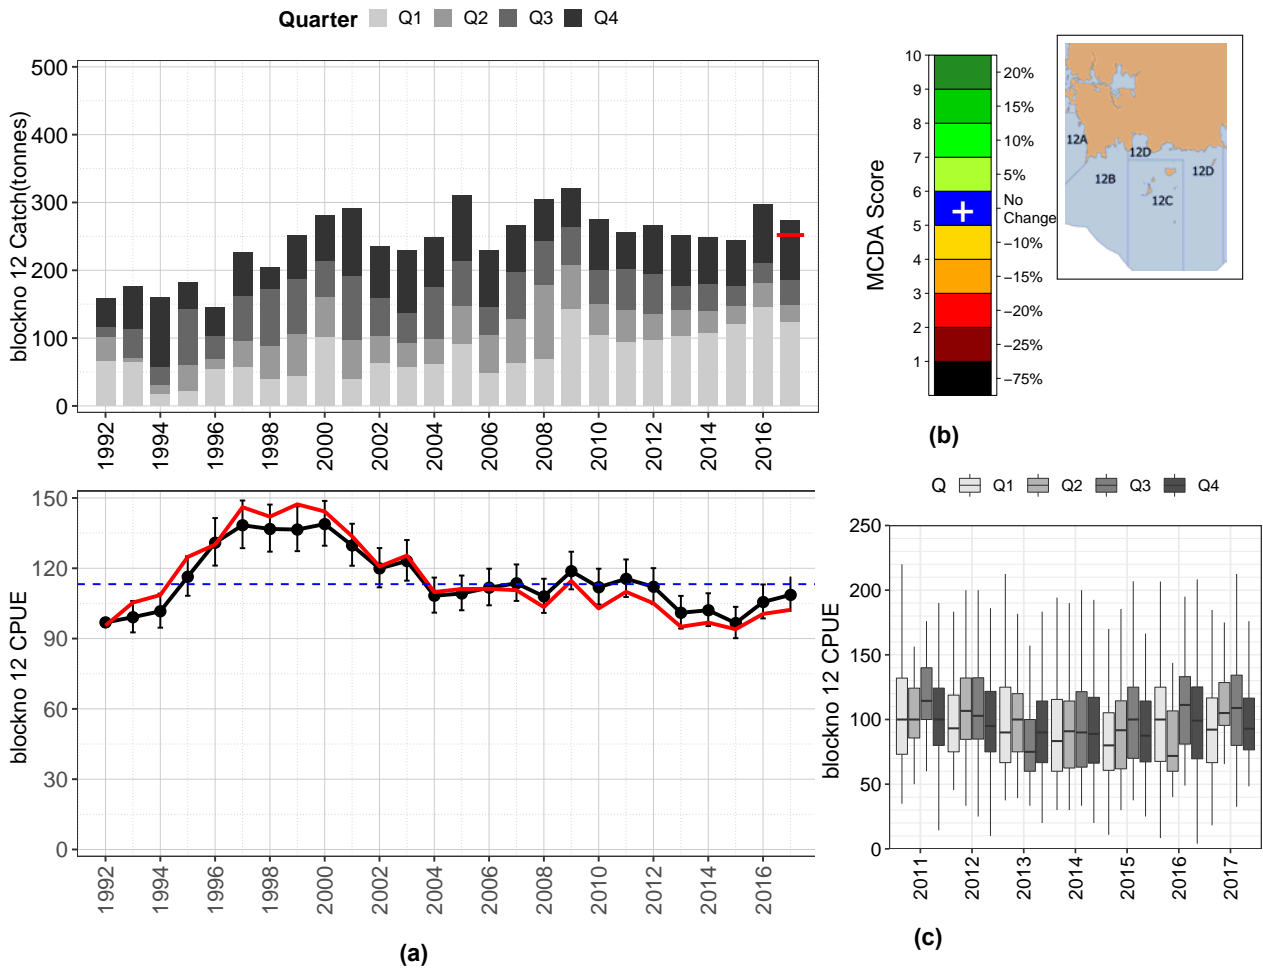 Quarter Q1 Q2 Q3 Q4
blockno 12 Catch(tonnes)
500
400
300
200
100
0
1992 1994 1996 1998 2000 2002 2004 2006 2008 2010 2012 2014 2016
blockno 12 CPUE
150
120
90
60
30
0
1992 1994 1996 1998 2000 2002 2004 2006 2008 2010 2012 2014 2016
(a)
MCDA Score
10
9
8
7
6
5
4
3
2
1
20%
15%
10%
5%
No
Change
−10%
−15%
−20%
−25%
−75%
(b)
12A
12B
12D
12C
12D
Q Q1 Q2 Q3 Q4
blockno 12 CPUE
250
200
150
100
50
0
2011 2012 2013 2014 2015 2016 2017
(c)